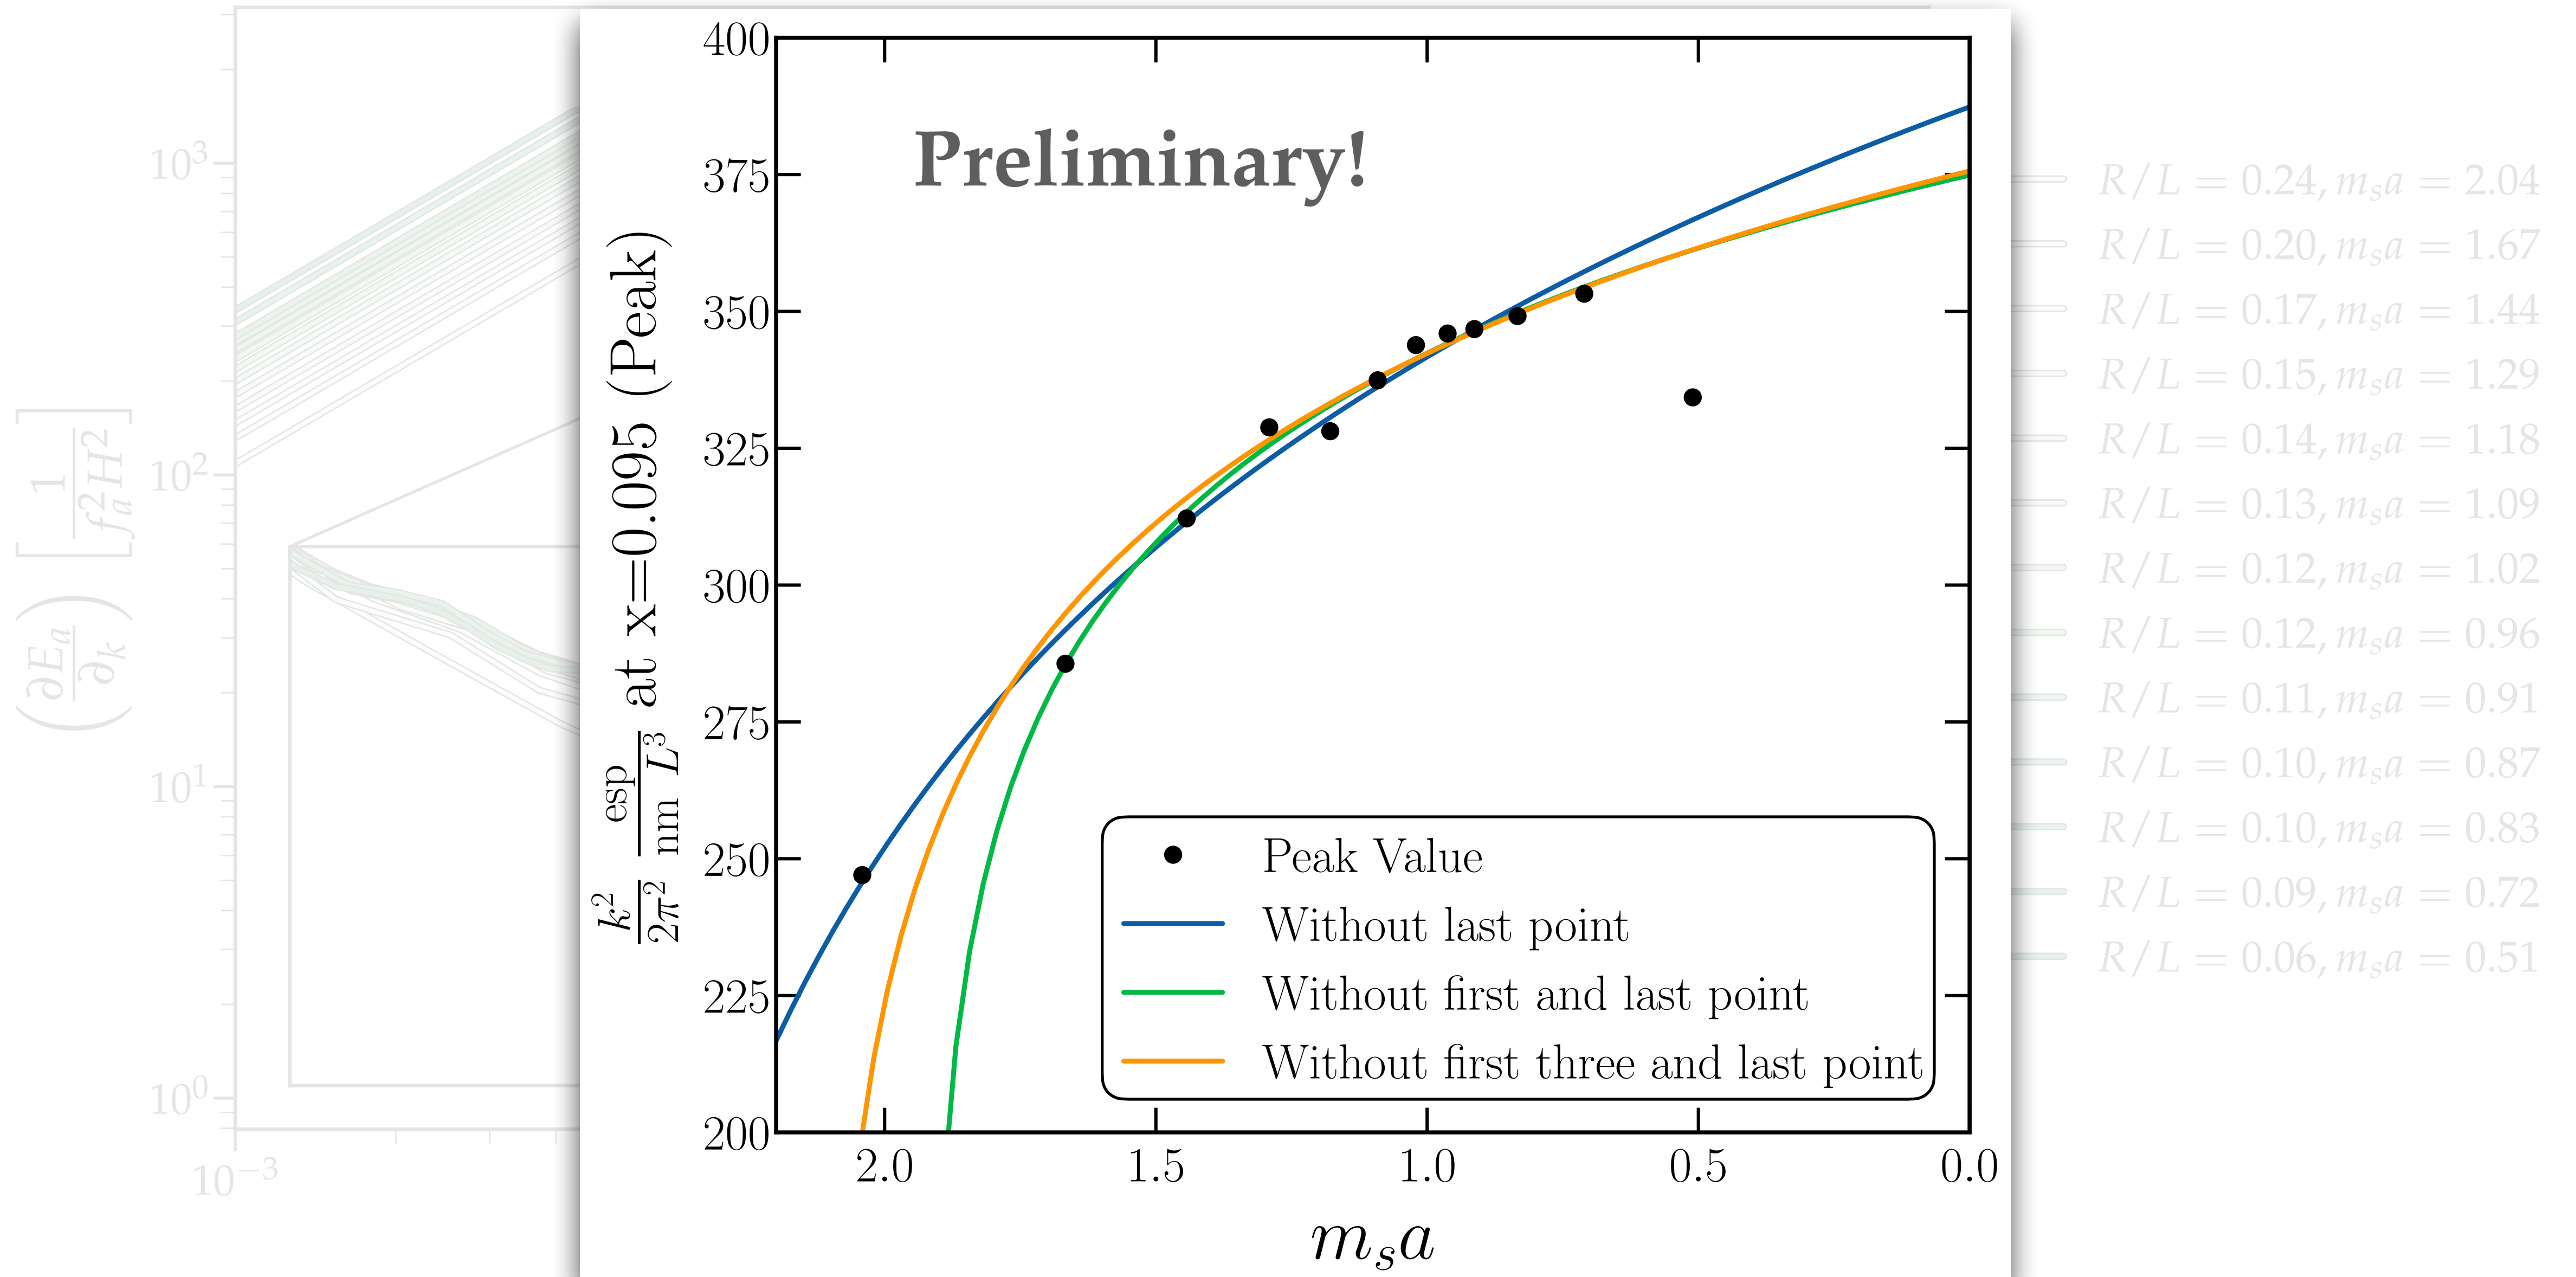 400
375
350
325
300
275
250
225
200
Preliminary!
k² / 2π² esp / nm L³ at x=0.095 (Peak)
Peak Value
Without last point
Without first and last point
Without first three and last point
2.0 1.5 1.0 0.5 0.0
mₛa
(∂Eₐ / ∂k) [1 / fₐ²H²]
10³
10²
10¹
10⁰
10⁻³
R/L = 0.24, mₛa = 2.04
R/L = 0.20, mₛa = 1.67
R/L = 0.17, mₛa = 1.44
R/L = 0.15, mₛa = 1.29
R/L = 0.14, mₛa = 1.18
R/L = 0.13, mₛa = 1.09
R/L = 0.12, mₛa = 1.02
R/L = 0.12, mₛa = 0.96
R/L = 0.11, mₛa = 0.91
R/L = 0.10, mₛa = 0.87
R/L = 0.10, mₛa = 0.83
R/L = 0.09, mₛa = 0.72
R/L = 0.06, mₛa = 0.51